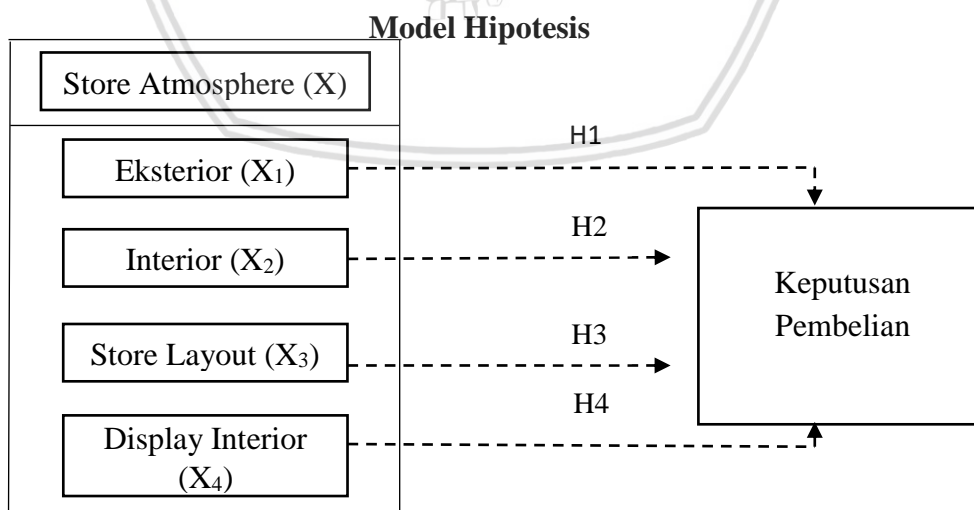 Model Hipotesis
Store Atmosphere (X)
Eksterior (X₁)
H1
Interior (X₂)
H2
Keputusan
Pembelian
Store Layout (X₃)
H3
Display Interior
(X₄)
H4